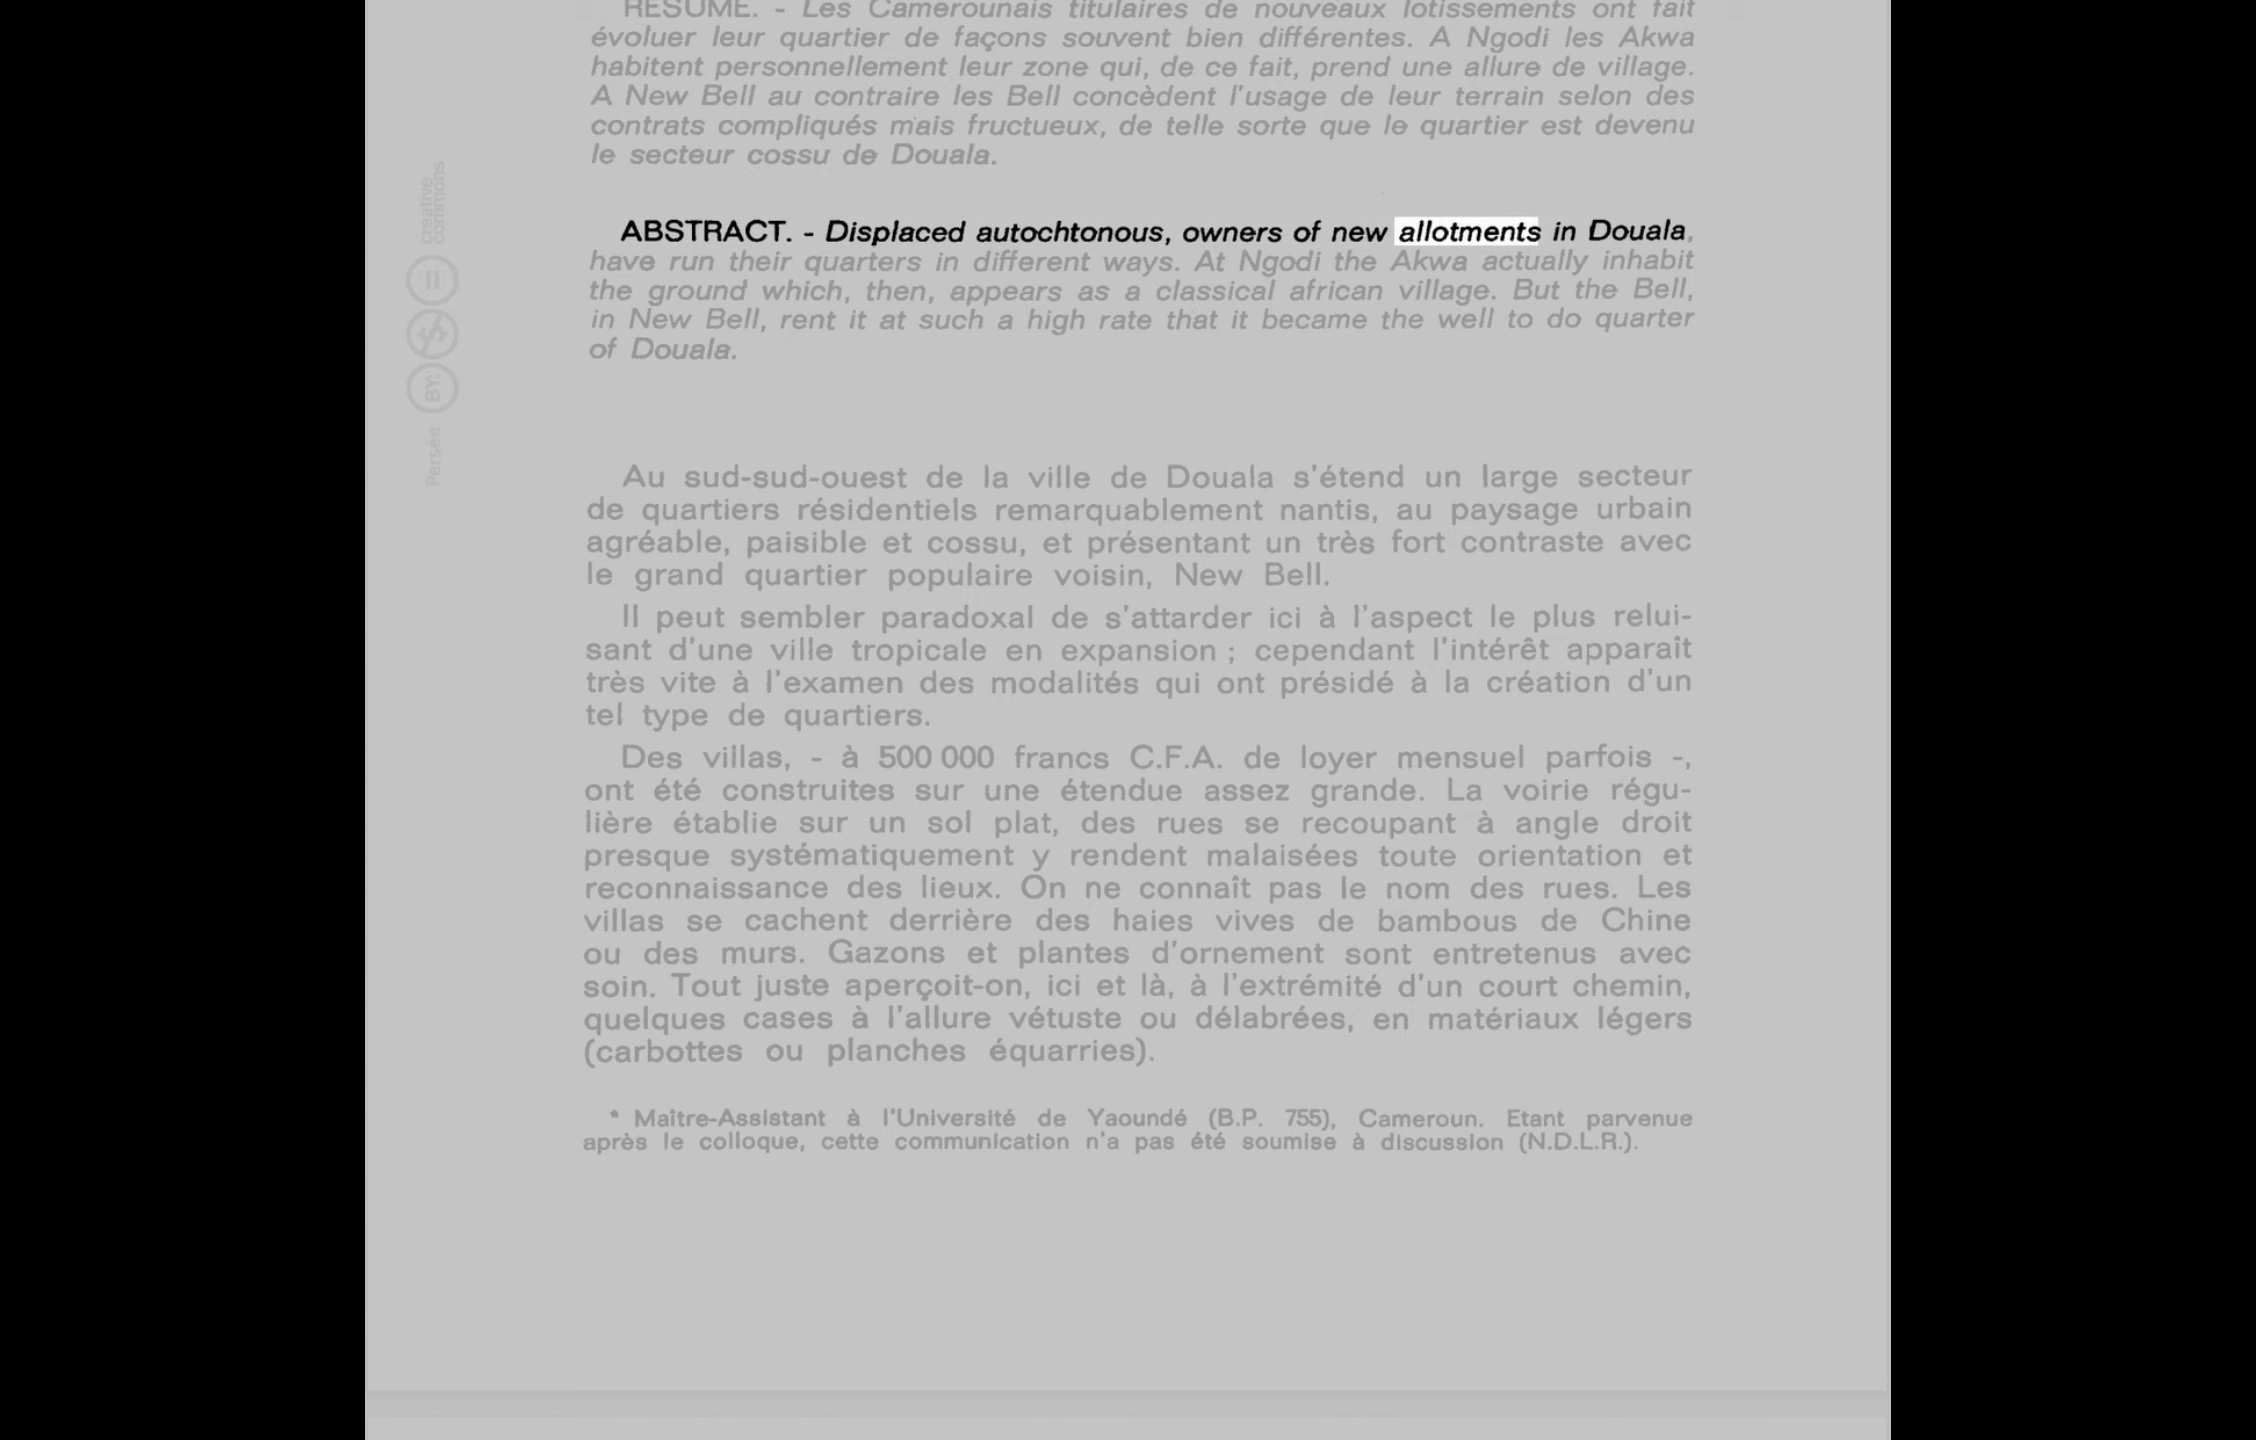 RESUME. - Les Camerounais titulaires de nouveaux lotissements ont fait
évoluer leur quartier de façons souvent bien différentes. A Ngodi les Akwa
habitent personnellement leur zone qui, de ce fait, prend une allure de village.
A New Bell au contraire les Bell concèdent l'usage de leur terrain selon des
contrats compliqués mais fructueux, de telle sorte que le quartier est devenu
le secteur cossu de Douala.
ABSTRACT. - Displaced autochtonous, owners of new allotments in Douala,
have run their quarters in different ways. At Ngodi the Akwa actually inhabit
the ground which, then, appears as a classical african village. But the Bell,
in New Bell, rent it at such a high rate that it became the well to do quarter
of Douala.
creative
commons
BY:
Persée
Au sud-sud-ouest de la ville de Douala s'étend un large secteur
de quartiers résidentiels remarquablement nantis, au paysage urbain
agréable, paisible et cossu, et présentant un très fort contraste avec
le grand quartier populaire voisin, New Bell.
Il peut sembler paradoxal de s'attarder ici à l'aspect le plus relui-
sant d'une ville tropicale en expansion ; cependant l'intérêt apparaît
très vite à l'examen des modalités qui ont présidé à la création d'un
tel type de quartiers.
Des villas, - à 500 000 francs C.F.A. de loyer mensuel parfois -,
ont été construites sur une étendue assez grande. La voirie régu-
lière établie sur un sol plat, des rues se recoupant à angle droit
presque systématiquement y rendent malaisées toute orientation et
reconnaissance des lieux. On ne connaît pas le nom des rues. Les
villas se cachent derrière des haies vives de bambous de Chine
ou des murs. Gazons et plantes d'ornement sont entretenus avec
soin. Tout juste aperçoit-on, ici et là, à l'extrémité d'un court chemin,
quelques cases à l'allure vétuste ou délabrées, en matériaux légers
(carbottes ou planches équarries).
* Maître-Assistant à l'Université de Yaoundé (B.P. 755), Cameroun. Etant parvenue
après le colloque, cette communication n'a pas été soumise à discussion (N.D.L.R.).